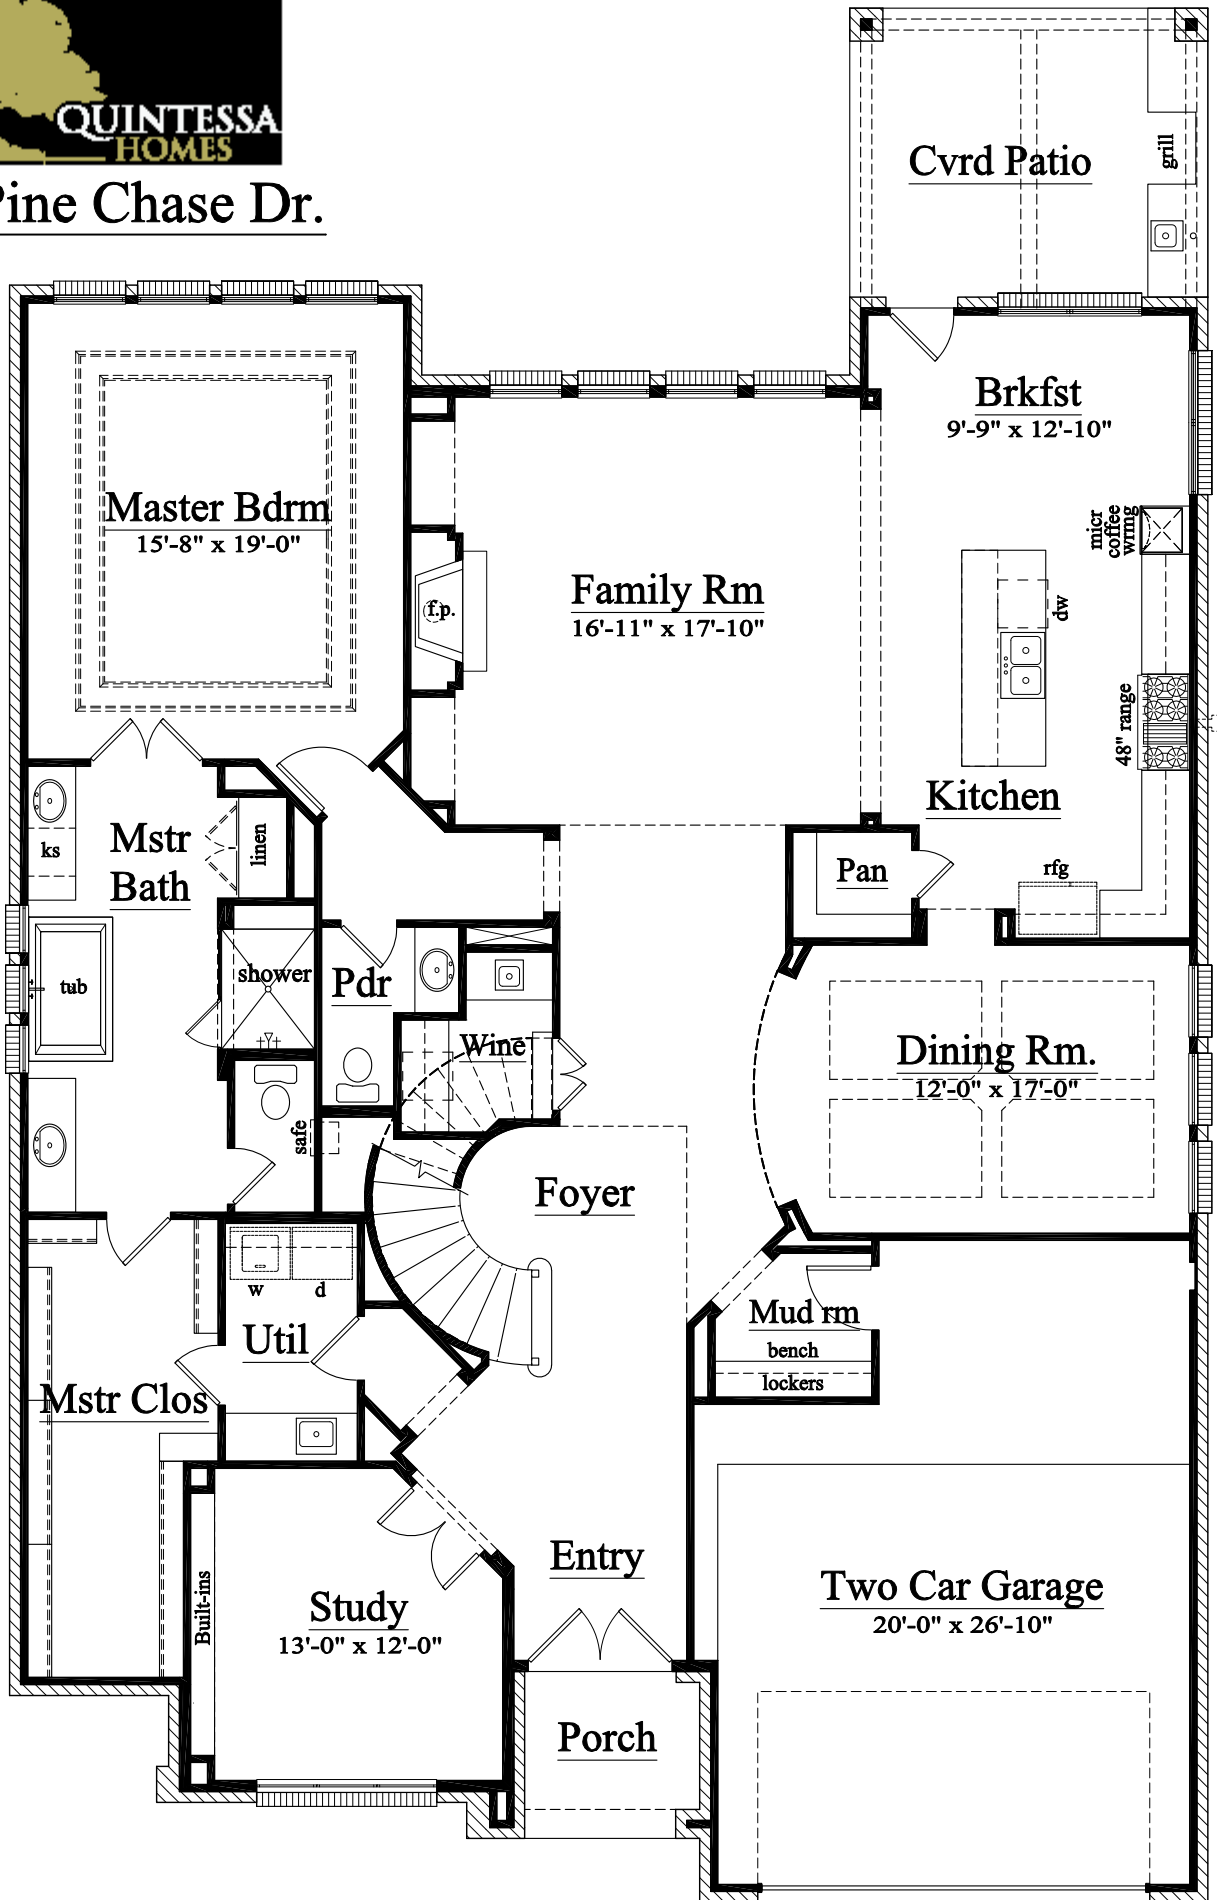 QUINTESSA
HOMES
Pine Chase Dr.
Cvrd Patio
grill
Brkfst
9'-9" x 12'-10"
Master Bdrm
15'-8" x 19'-0"
micr
coffee
wrmg
Family Rm
16'-11" x 17'-10"
f.p.
dw
48" range
Kitchen
Mstr
Bath
ks
linen
Pan
rfg
shower
tub
Pdr
Wine
Dining Rm.
12'-0" x 17'-0"
safe
Foyer
w
d
Util
Mud rm
bench
lockers
Mstr Clos
Entry
Built-ins
Study
13'-0" x 12'-0"
Two Car Garage
20'-0" x 26'-10"
Porch